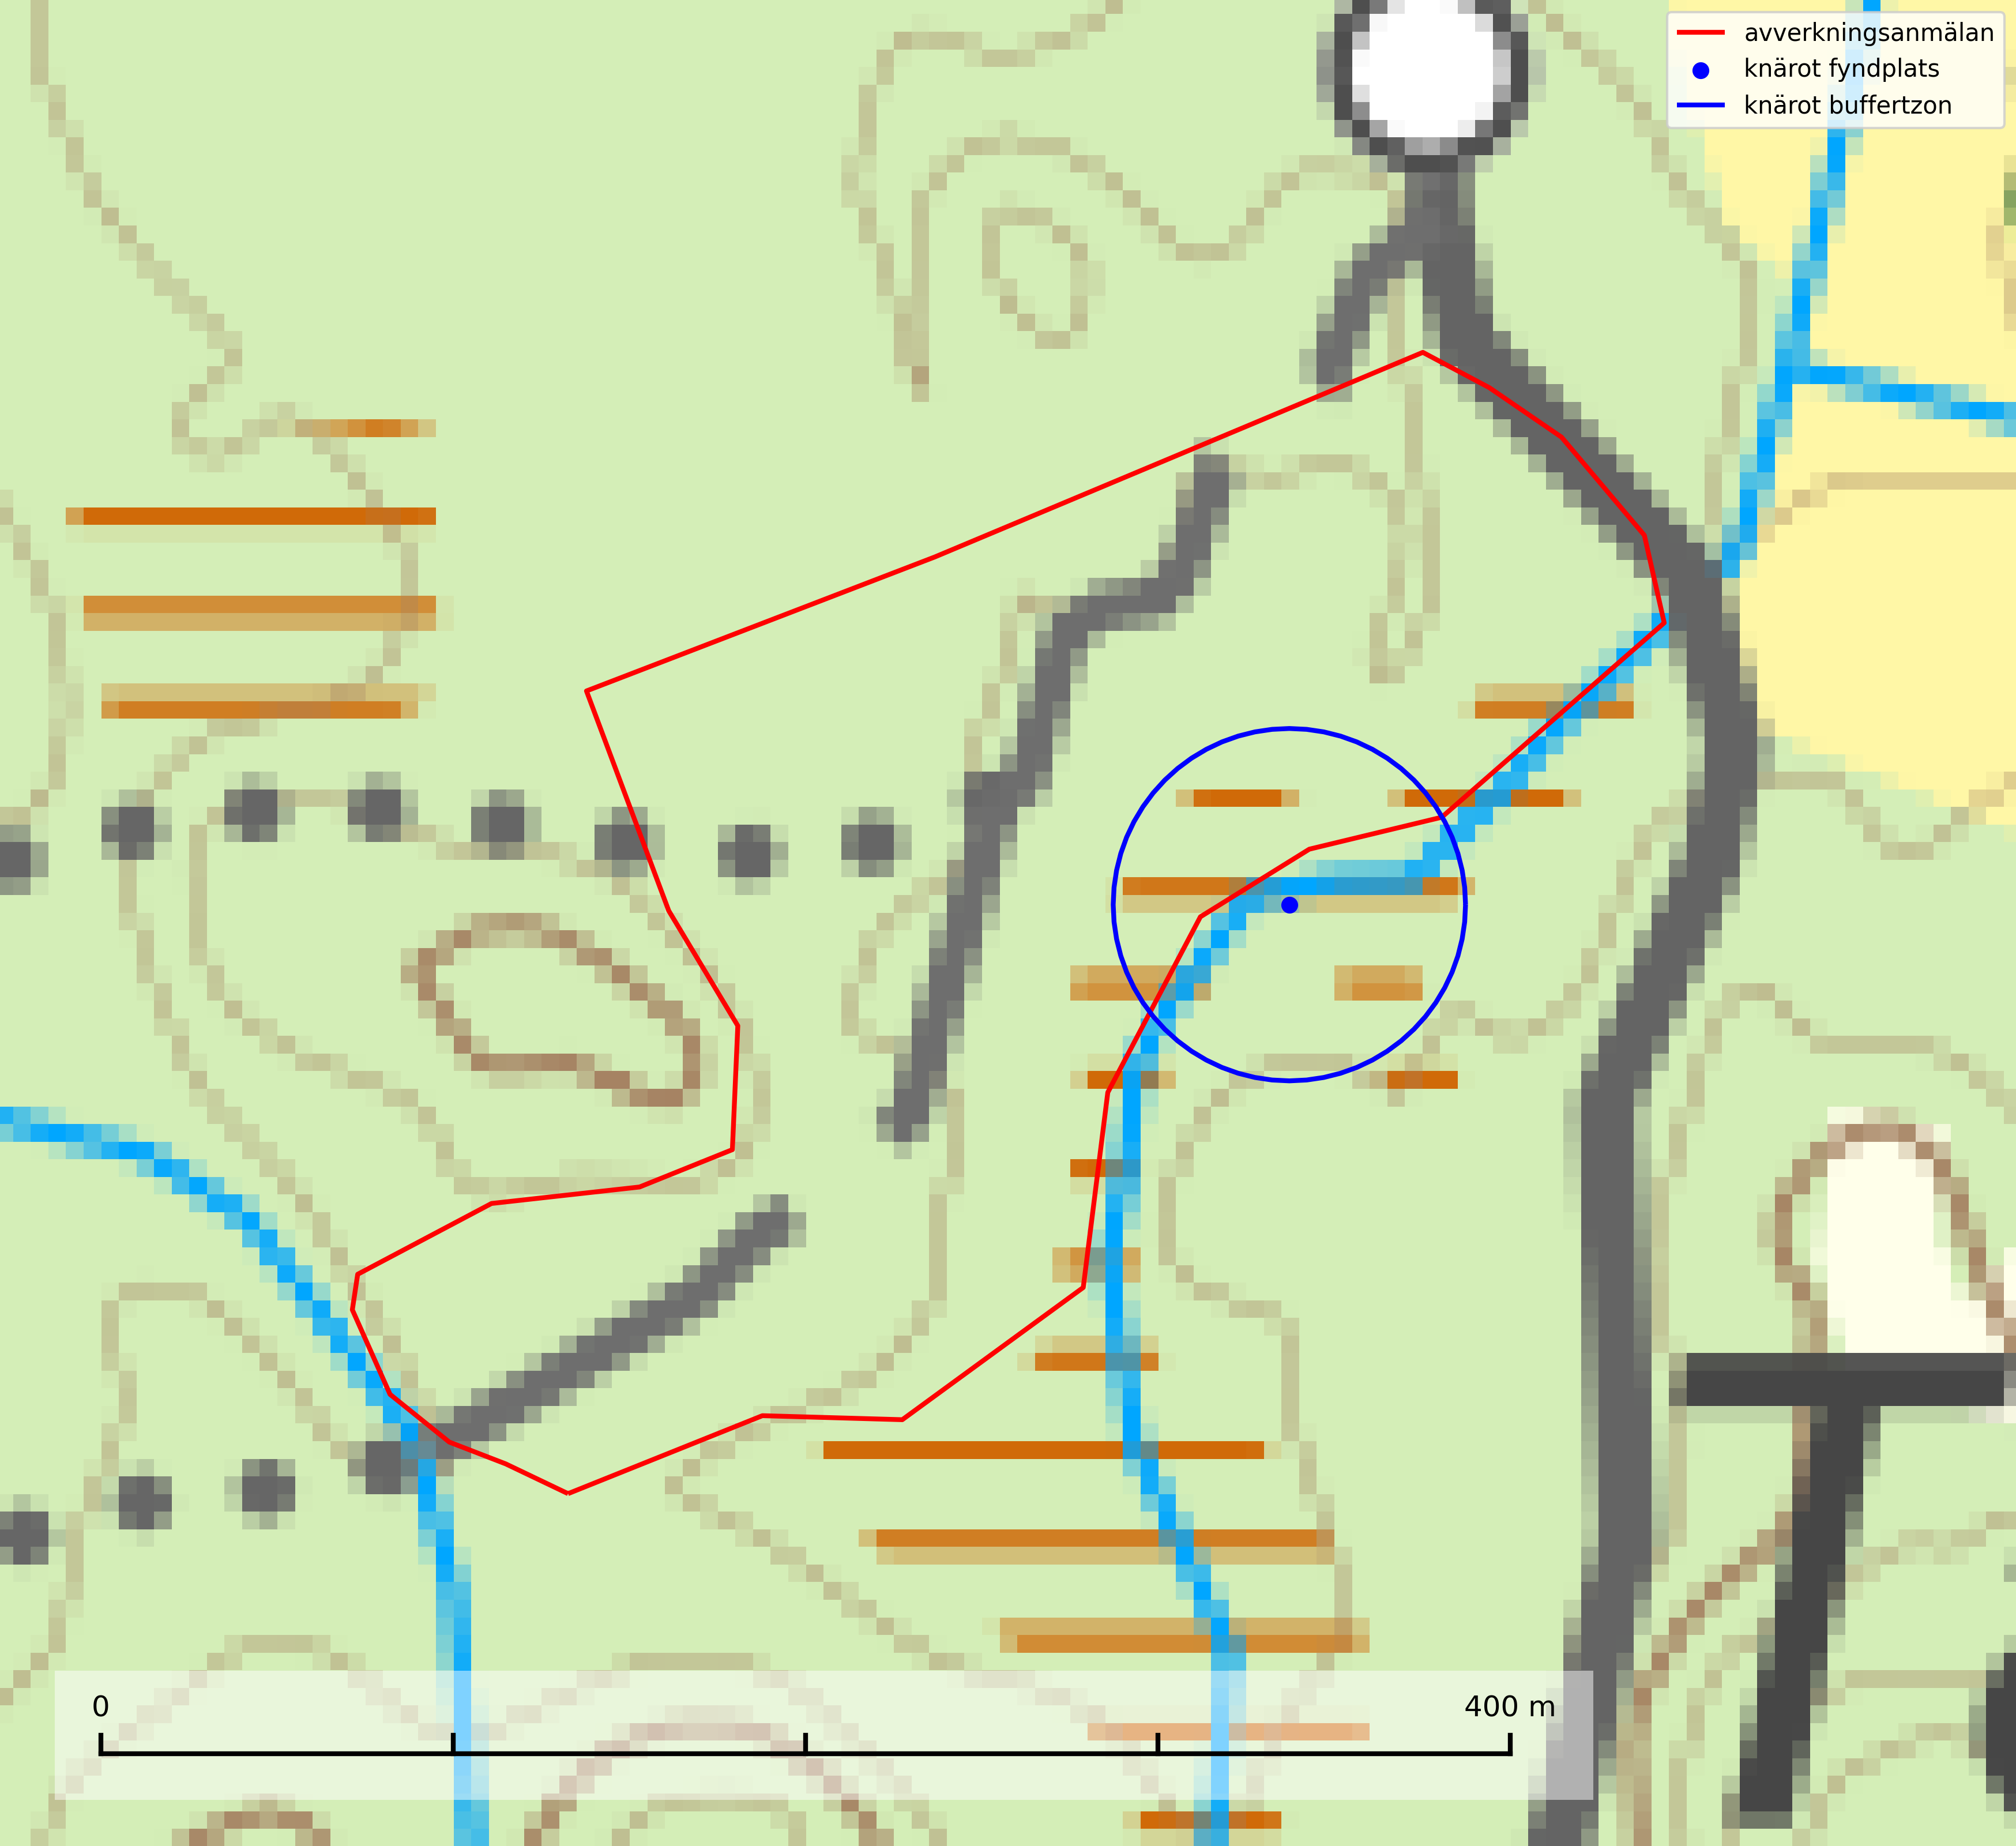 avverkningsanmälan
knärot fyndplats
knärot buffertzon
0
400 m